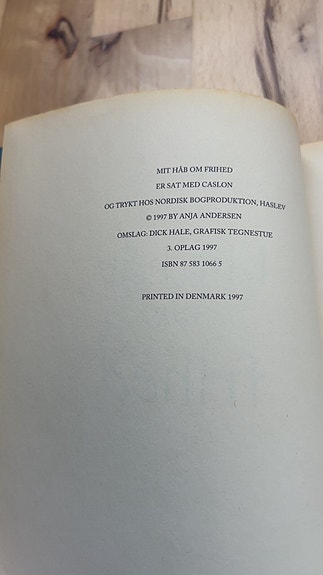 MIT HÅB OM FRIHED
ER SAT MED CASLON
OG TRYKT HOS NORDISK BOGPRODUKTION, HASLEV
© 1997 BY ANJA ANDERSEN
OMSLAG: DICK HALE, GRAFISK TEGNESTUE
3. OPLAG 1997
ISBN 87 583 1066 5
PRINTED IN DENMARK 1997